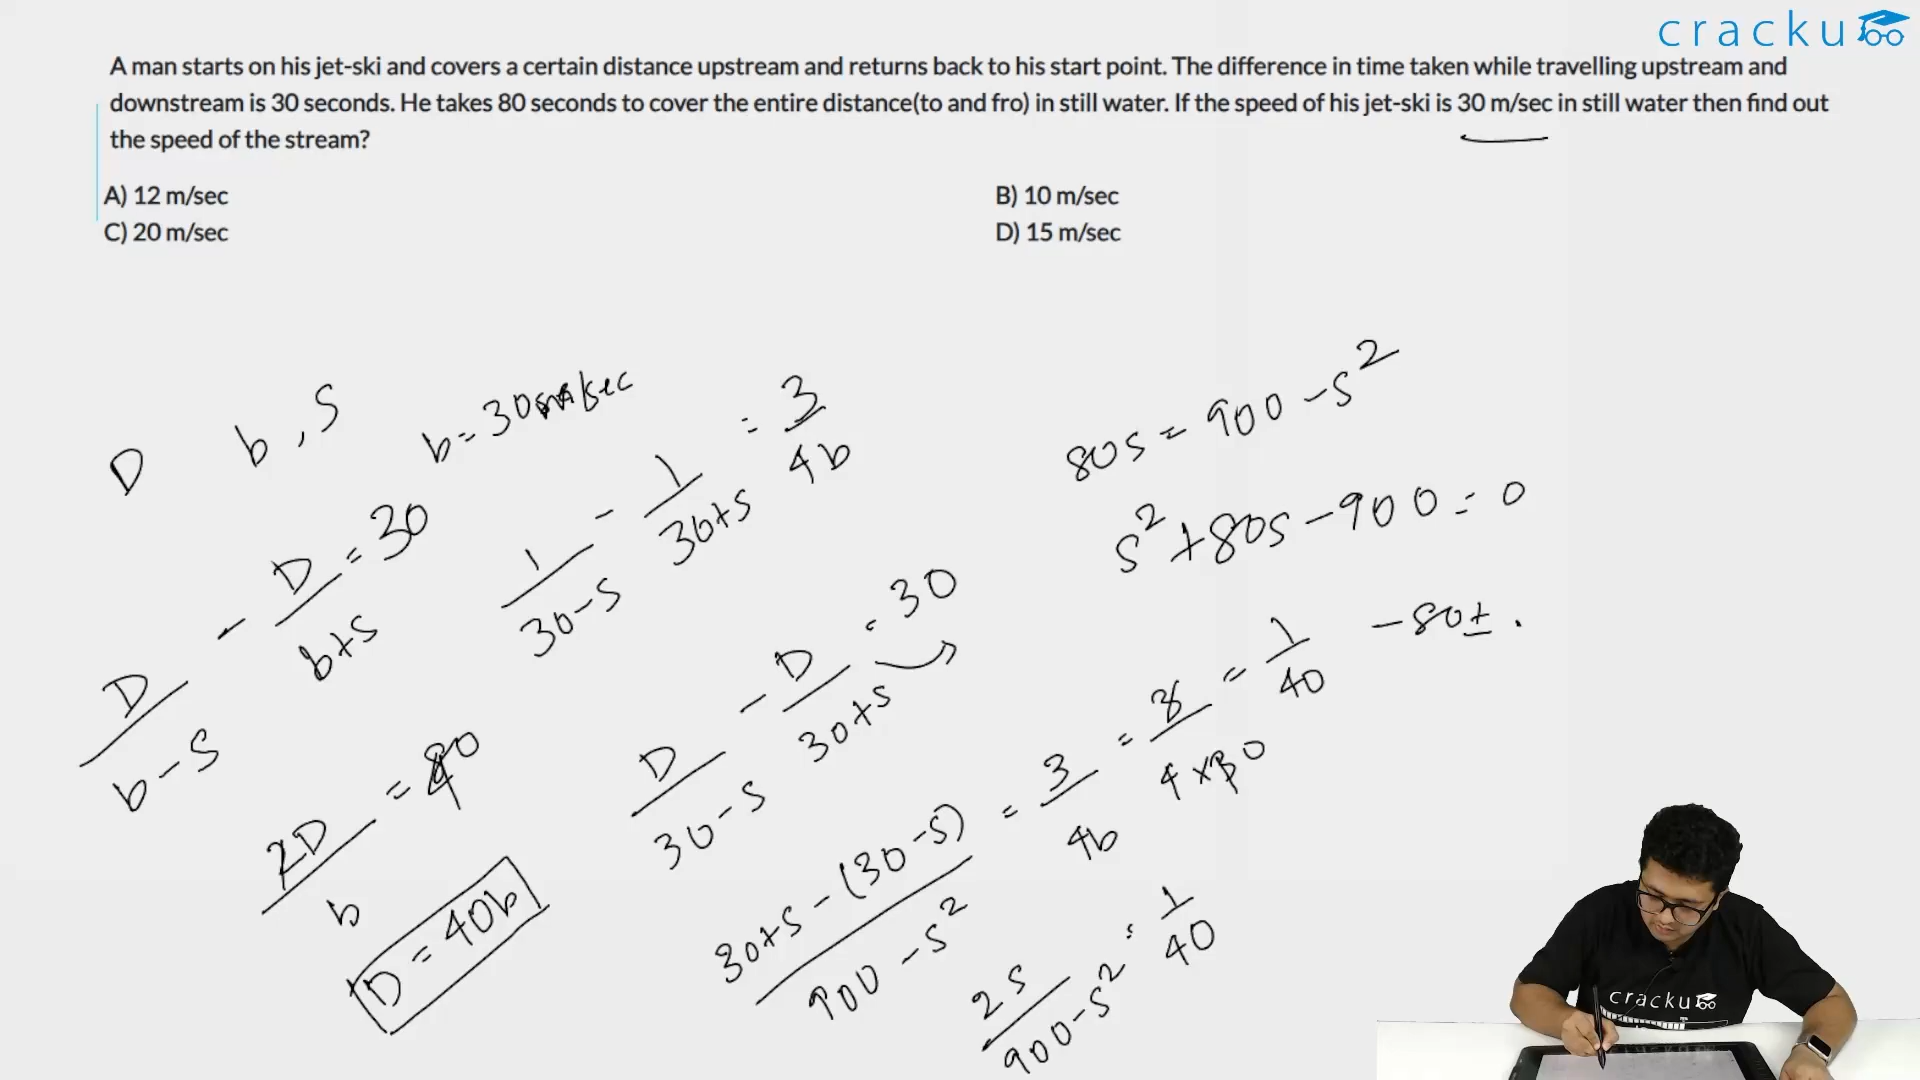 cracku
A man starts on his jet-ski and covers a certain distance upstream and returns back to his start point. The difference in time taken while travelling upstream and
downstream is 30 seconds. He takes 80 seconds to cover the entire distance(to and fro) in still water. If the speed of his jet-ski is 30 m/sec in still water then find out
the speed of the stream?
A) 12 m/sec
B) 10 m/sec
C) 20 m/sec
D) 15 m/sec
D b, S b = 30 m/sec
D/(b-S) - D/(b+S) = 30
2D/b = 80
D = 40b
1/(30-S) - 1/(30+S) = 3/4b
D/(30-S) - D/(30+S) = 30
30+S-(30-S)/(900-S²) = 3/4b = 3/(4×30) = 1/40
2S/(900-S²) = 1/40
80S = 900-S²
S²+80S-900=0
-80±
cracku